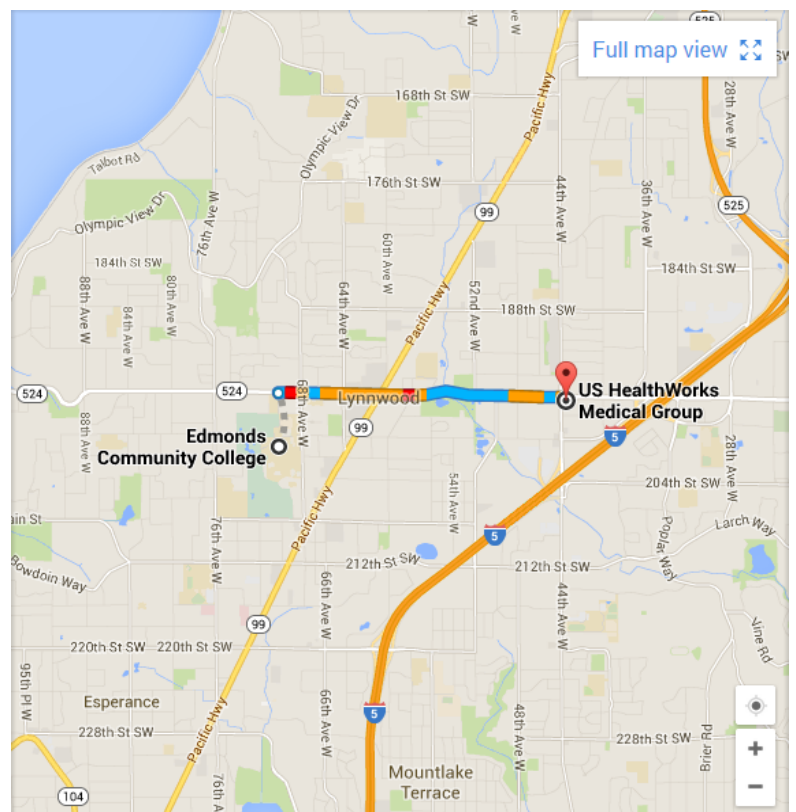 525
Full map view
SW
28th Ave W
168th St SW
Olympic View Dr
Pacific Hwy
Talbot Rd
176th St SW
44th Ave W
36th Ave W
525
99
Olympic View Dr
76th Ave W
60th Ave W
184th St SW
184th St SW
88th Ave W
80th Ave W
84th Ave W
64th Ave W
52nd Ave W
188th St SW
Pacific Hwy
524
524
68th Ave W
Lynnwood
US HealthWorks
Medical Group
88th Ave W
99
Edmonds
Community College
5
28th Ave W
54th Ave W
204th St SW
ain St
76th Ave W
Pacific Hwy
5
Poplar Way
Larch Way
Bowdoin Way
212th St SW
212th St SW
66th Ave W
44th Ave W
99
Vine Rd
220th St SW
220th St SW
95th Pl W
Esperance
66th Ave W
5
48th Ave W
228th St SW
Pacific Hwy
228th St SW
Brier Rd
+
Mountlake
Terrace
76th A
104
−